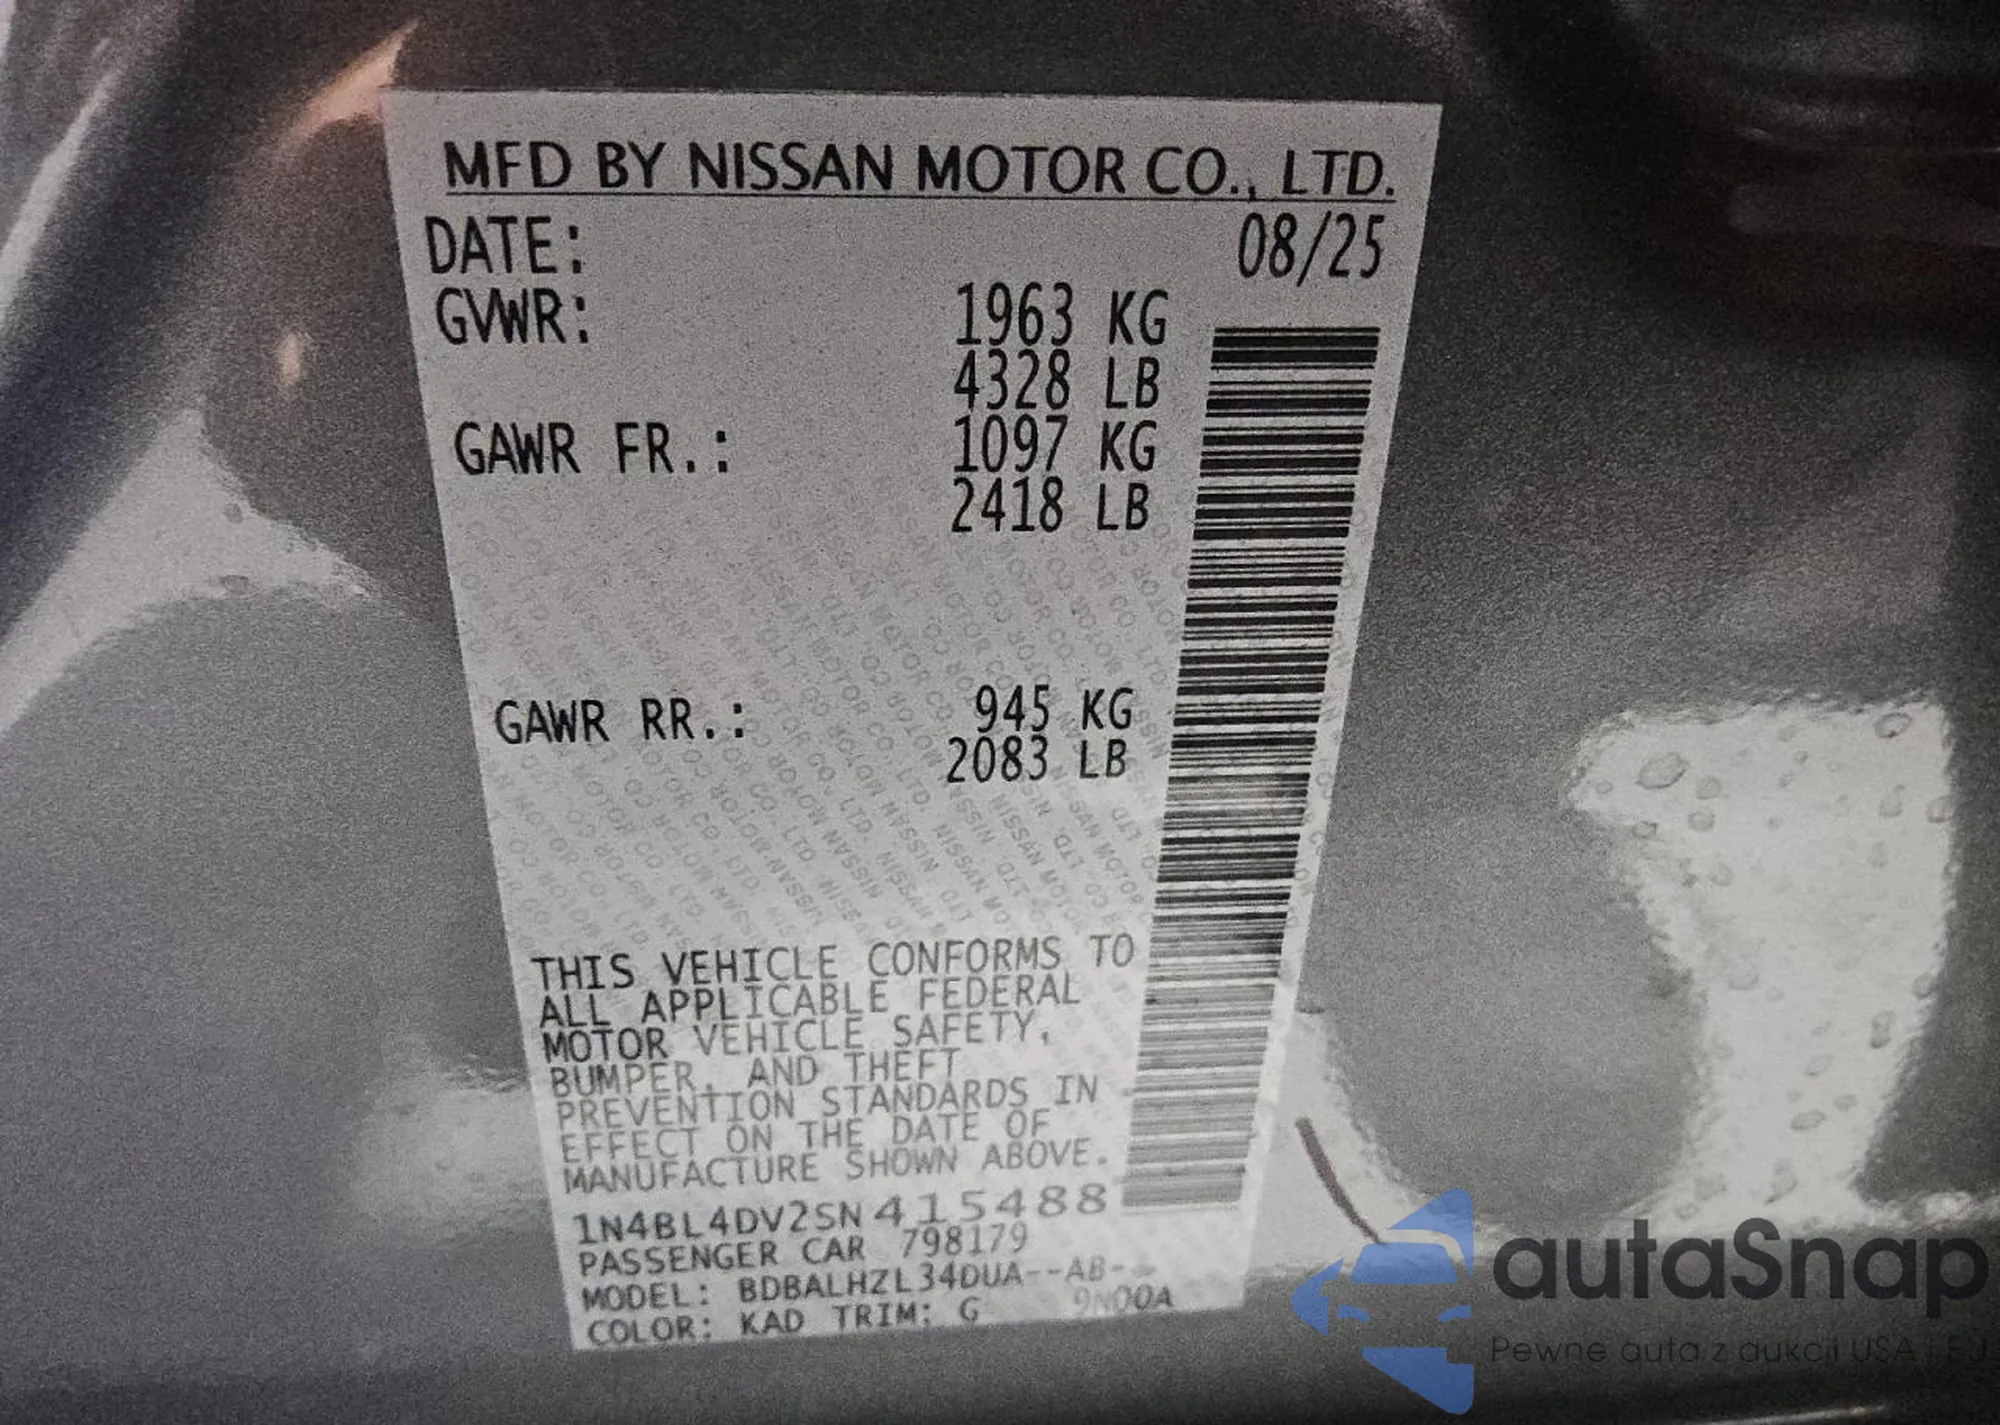 MFD BY NISSAN MOTOR CO., LTD.
DATE: 08/25
GVWR: 1963 KG
4328 LB
GAWR FR.: 1097 KG
2418 LB
GAWR RR.: 945 KG
2083 LB
THIS VEHICLE CONFORMS TO
ALL APPLICABLE FEDERAL
MOTOR VEHICLE SAFETY,
BUMPER, AND THEFT
PREVENTION STANDARDS IN
EFFECT ON THE DATE OF
MANUFACTURE SHOWN ABOVE.
1N4BL4DV2SN415488
PASSENGER CAR 798179
MODEL: BDBALHZL34DUA--AB-
COLOR: KAD TRIM: G 9N00A
autaSnap
Pewne auta z aukcji USA i EU